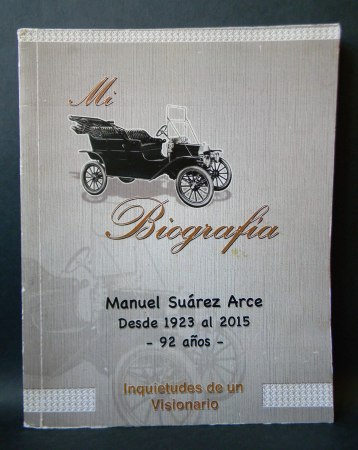 Mi
Biografía
Manuel Suárez Arce
Desde 1923 al 2015
- 92 años -
Inquietudes de un
Visionario